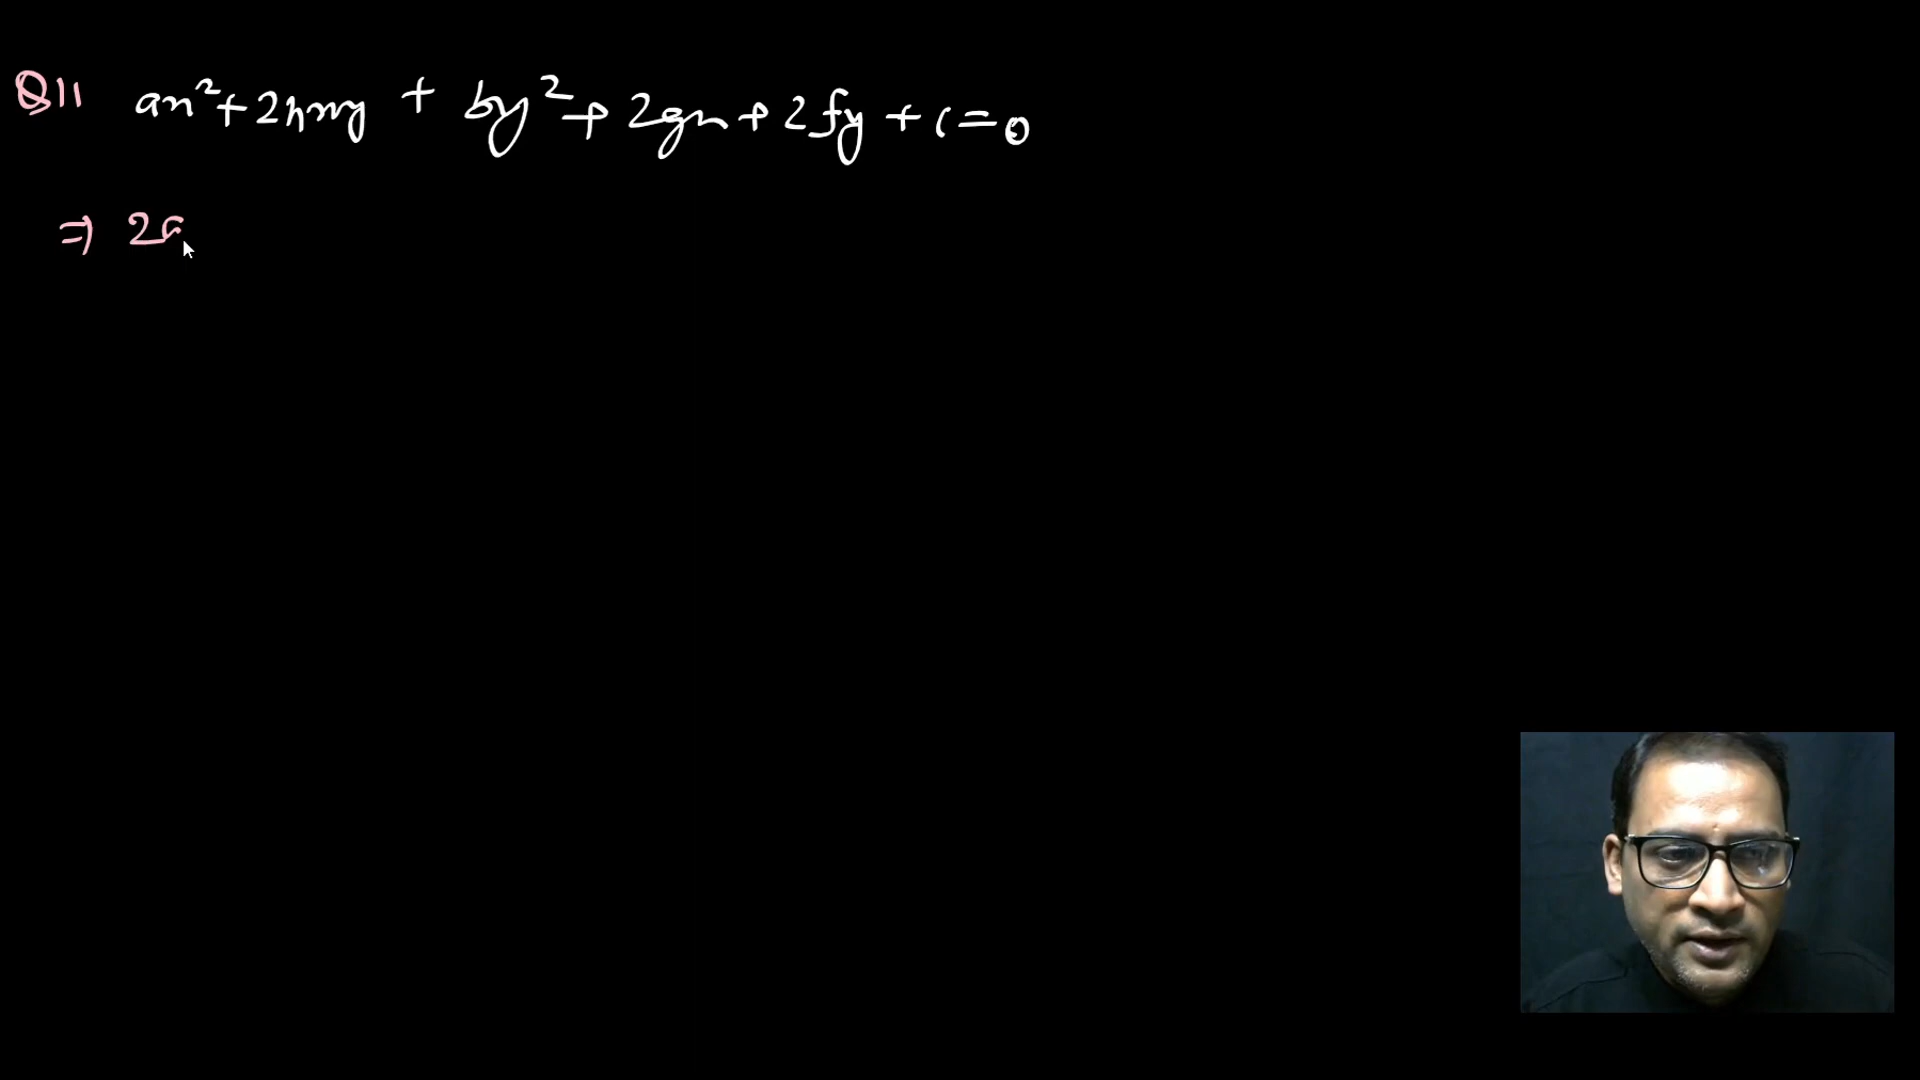 Q11 ax² + 2hxy + by² + 2gx + 2fy + c = 0
⇒ 2a